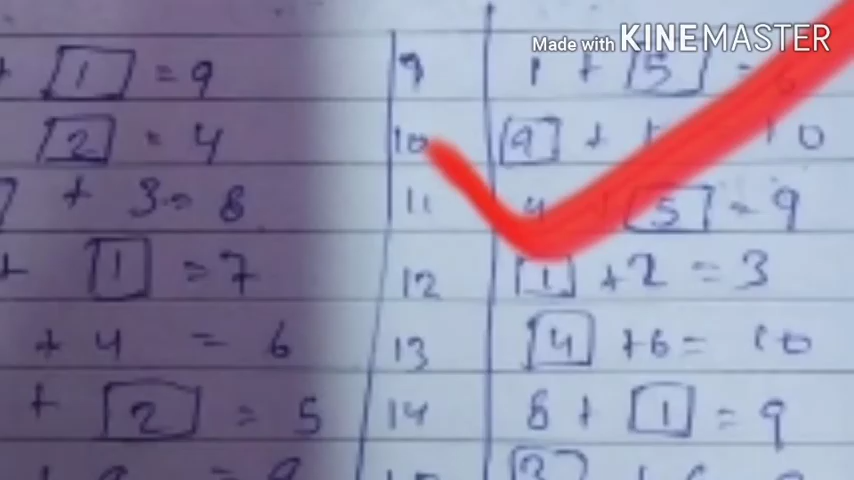 Made with KINEMASTER
+ 1 = 9 9 1 + 5 =
2 = 4 10 9 + 10
+ 3 = 8 11 4 + 5 = 9
+ 1 = 7 12 1 + 2 = 3
+ 4 = 6 13 4 + 6 = 10
+ 2 = 5 14 8 + 1 = 9